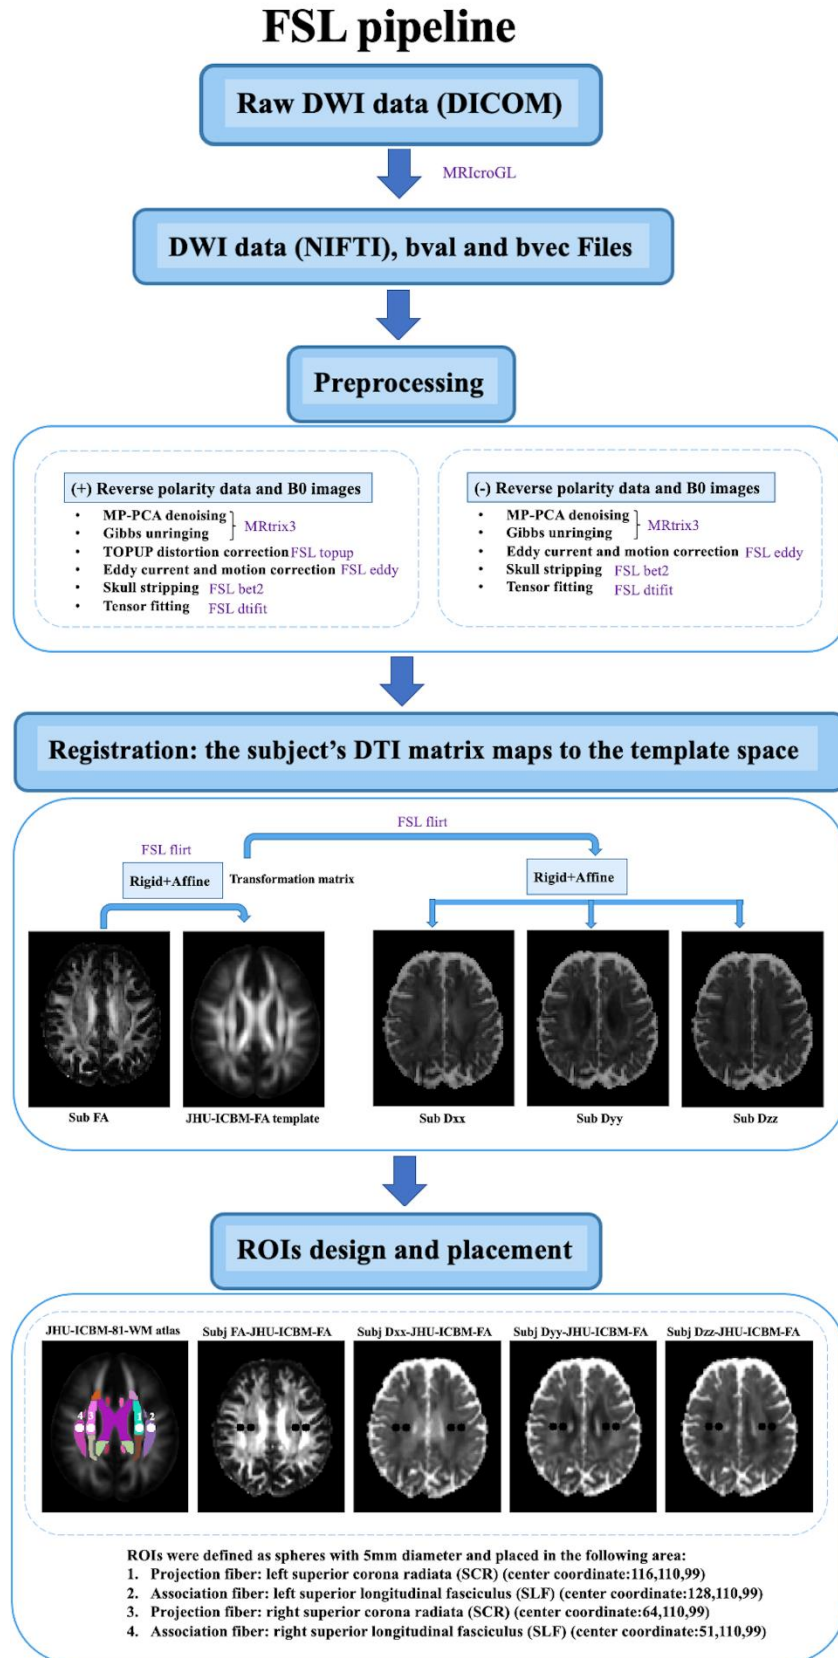 FSL pipeline
Raw DWI data (DICOM)
MRIcroGL
DWI data (NIFTI), bval and bvec Files
Preprocessing
(+) Reverse polarity data and B0 images
• MP-PCA denoising
• Gibbs unringing
MRtrix3
• TOPUP distortion correction FSL topup
• Eddy current and motion correction FSL eddy
• Skull stripping FSL bet2
• Tensor fitting FSL dtifit
(-) Reverse polarity data and B0 images
• MP-PCA denoising
• Gibbs unringing
MRtrix3
• Eddy current and motion correction FSL eddy
• Skull stripping FSL bet2
• Tensor fitting FSL dtifit
Registration: the subject’s DTI matrix maps to the template space
FSL flirt
FSL flirt
Rigid+Affine
Transformation matrix
Rigid+Affine
Sub FA
JHU-ICBM-FA template
Sub Dxx
Sub Dyy
Sub Dzz
ROIs design and placement
JHU-ICBM-81-WM atlas
Subj FA-JHU-ICBM-FA
Subj Dxx-JHU-ICBM-FA
Subj Dyy-JHU-ICBM-FA
Subj Dzz-JHU-ICBM-FA
4 3 1 2
ROIs were defined as spheres with 5mm diameter and placed in the following area:
1. Projection fiber: left superior corona radiata (SCR) (center coordinate:116,110,99)
2. Association fiber: left superior longitudinal fasciculus (SLF) (center coordinate:128,110,99)
3. Projection fiber: right superior corona radiata (SCR) (center coordinate:64,110,99)
4. Association fiber: right superior longitudinal fasciculus (SLF) (center coordinate:51,110,99)